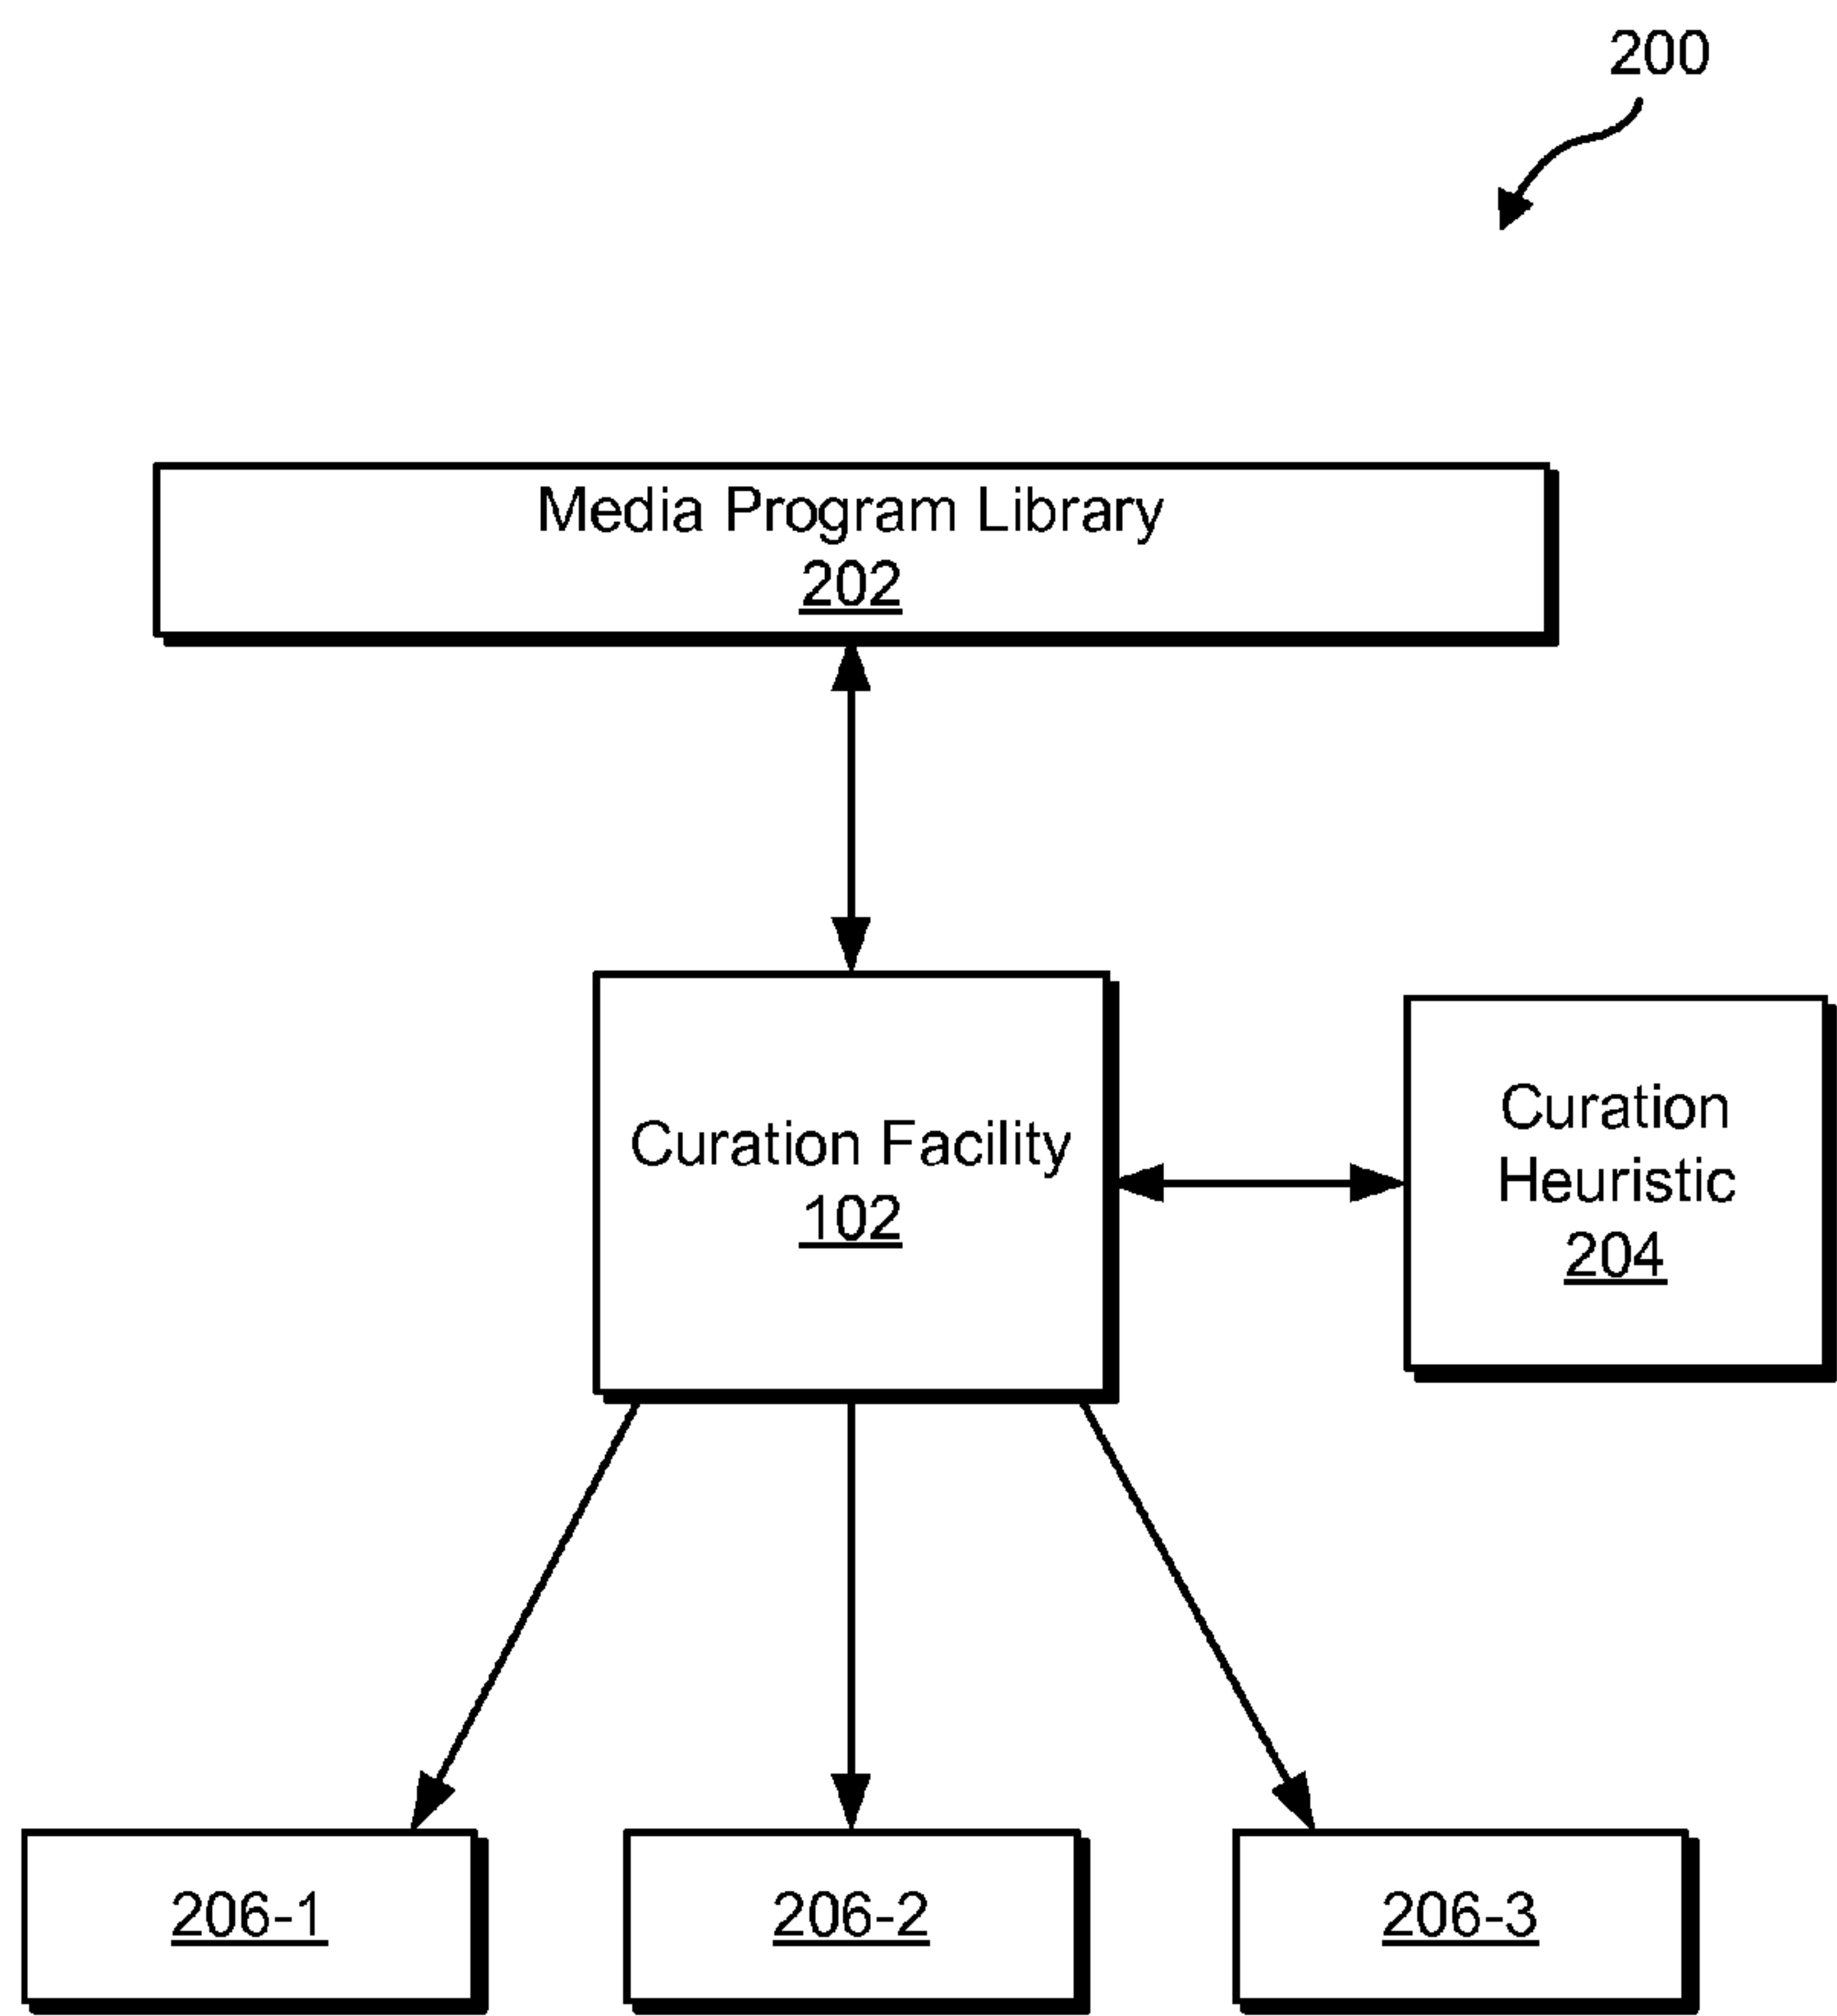 200
Media Program Library
202
Curation Facility
102
Curation
Heuristic
204
206-1
206-2
206-3